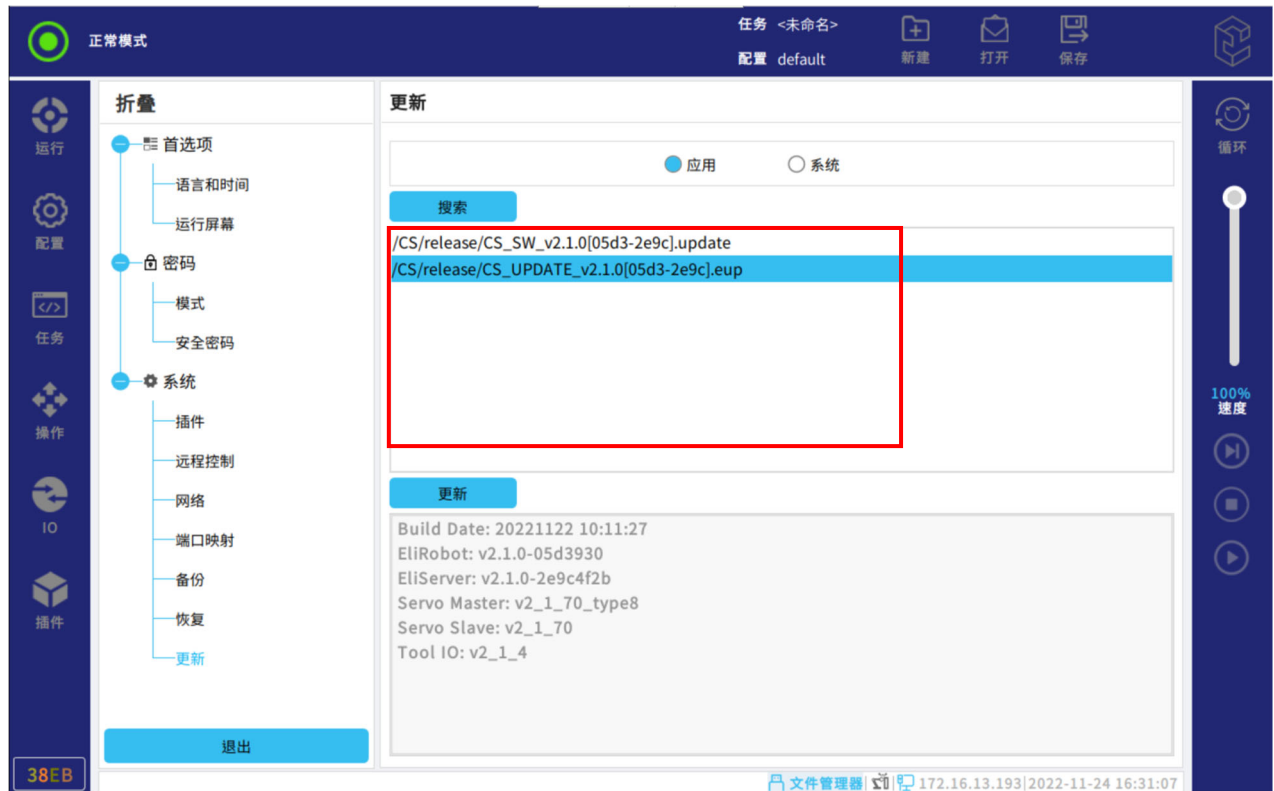 正常模式
任务 <未命名>
配置 default
新建
打开
保存
运行
配置
任务
操作
IO
插件
38EB
折叠
首选项
语言和时间
运行屏幕
密码
模式
安全密码
系统
插件
远程控制
网络
端口映射
备份
恢复
更新
退出
更新
应用
系统
搜索
/CS/release/CS_SW_v2.1.0[05d3-2e9c].update
/CS/release/CS_UPDATE_v2.1.0[05d3-2e9c].eup
更新
Build Date: 20221122 10:11:27
EliRobot: v2.1.0-05d3930
EliServer: v2.1.0-2e9c4f2b
Servo Master: v2_1_70_type8
Servo Slave: v2_1_70
Tool IO: v2_1_4
循环
100%
速度
文件管理器 172.16.13.193|2022-11-24 16:31:07